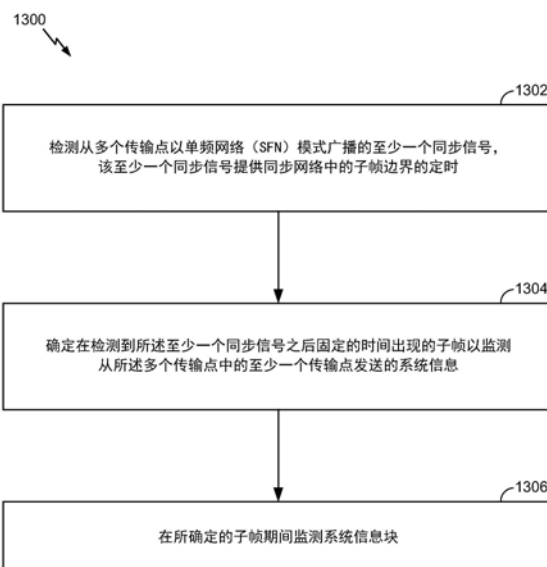 1300
1302
检测从多个传输点以单频网络（SFN）模式广播的至少一个同步信号，
该至少一个同步信号提供同步网络中的子帧边界的定时
1304
确定在检测到所述至少一个同步信号之后固定的时间出现的子帧以监测
从所述多个传输点中的至少一个传输点发送的系统信息
1306
在所确定的子帧期间监测系统信息块